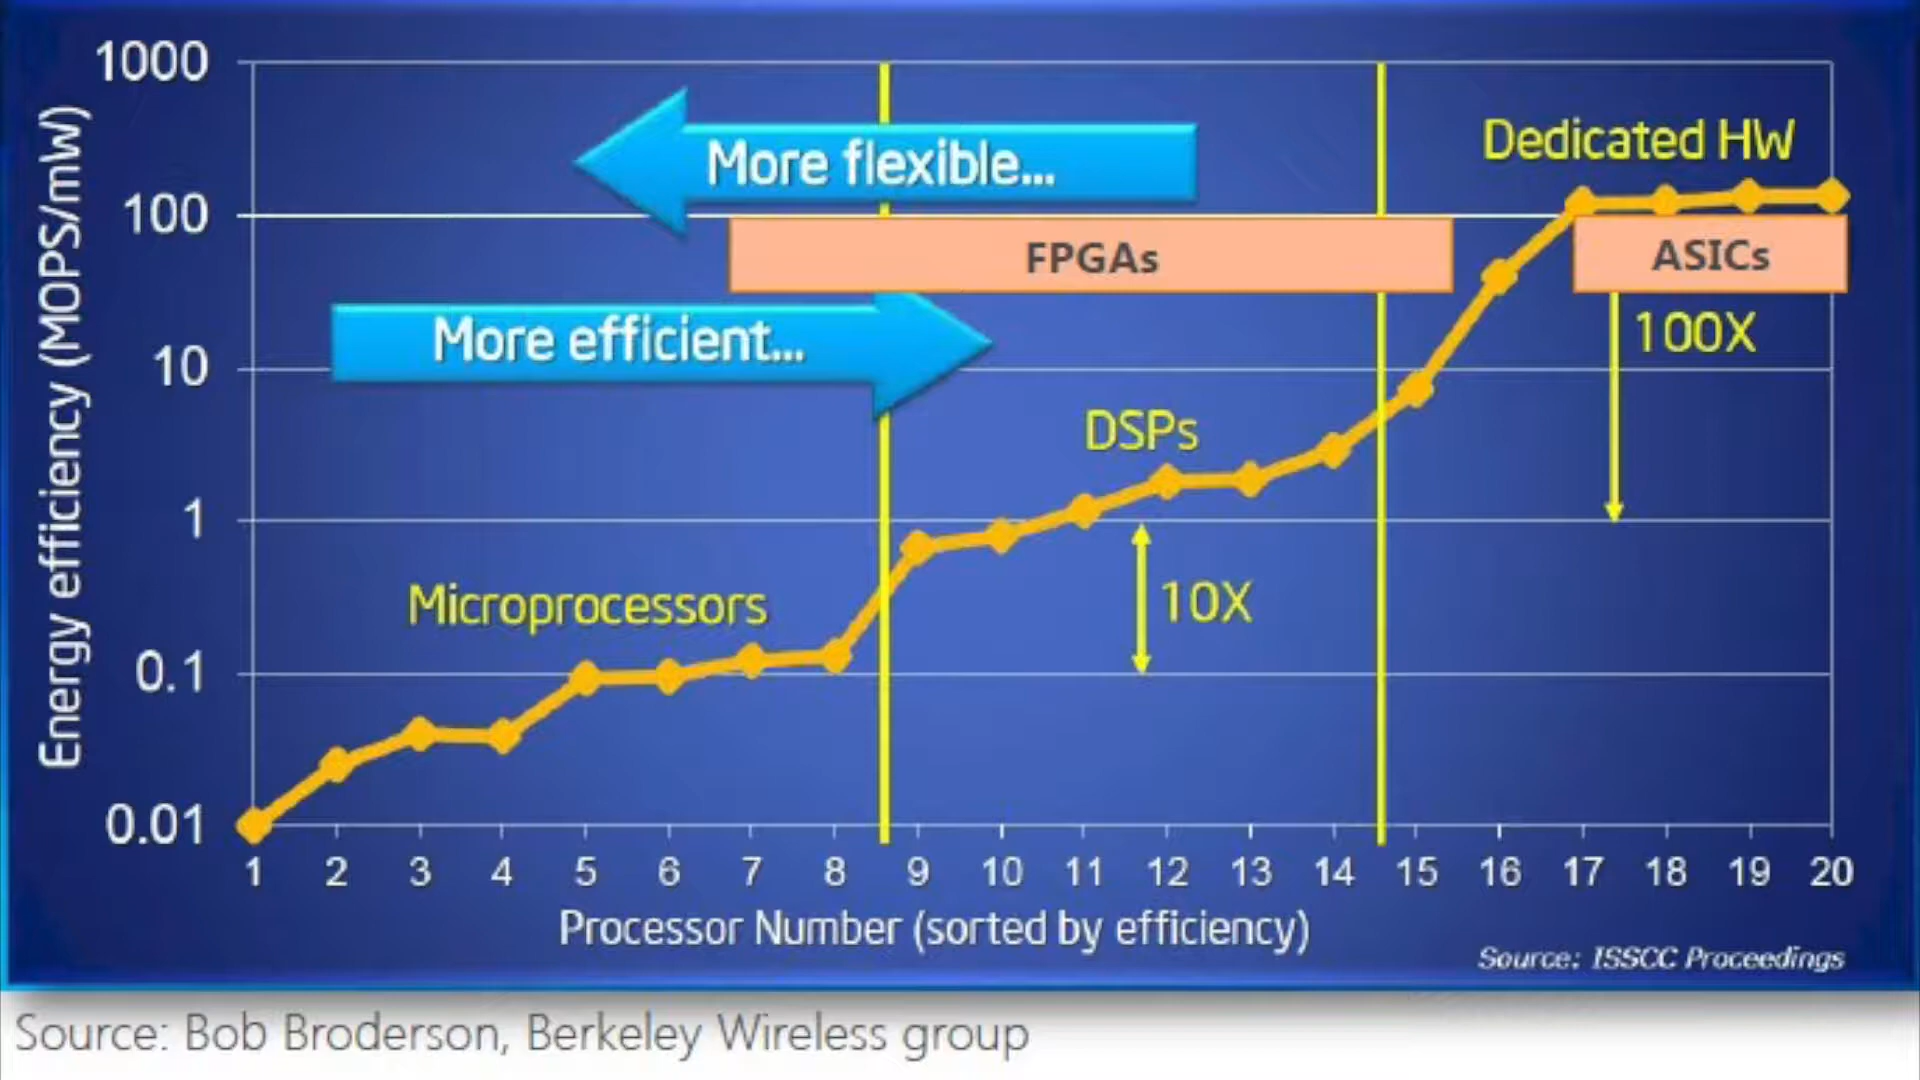 Energy efficiency (MOPS/mW)
1000
100
10
1
0.1
0.01
More flexible...
Dedicated HW
FPGAs
ASICs
More efficient...
100X
DSPs
10X
Microprocessors
1 2 3 4 5 6 7 8 9 10 11 12 13 14 15 16 17 18 19 20
Processor Number (sorted by efficiency)
Source: ISSCC Proceedings
Source: Bob Broderson, Berkeley Wireless group